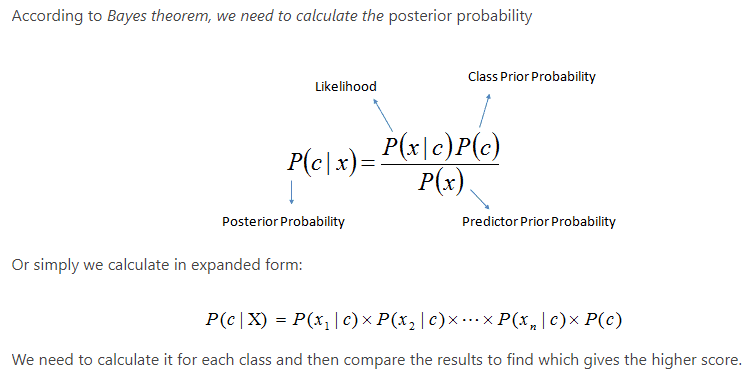 According to Bayes theorem, we need to calculate the posterior probability
Class Prior Probability
Likelihood
P(c|x) = P(x|c)P(c) / P(x)
Posterior Probability
Predictor Prior Probability
Or simply we calculate in expanded form:
P(c|X) = P(x₁|c) × P(x₂|c) × ··· × P(xₙ|c) × P(c)
We need to calculate it for each class and then compare the results to find which gives the higher score.